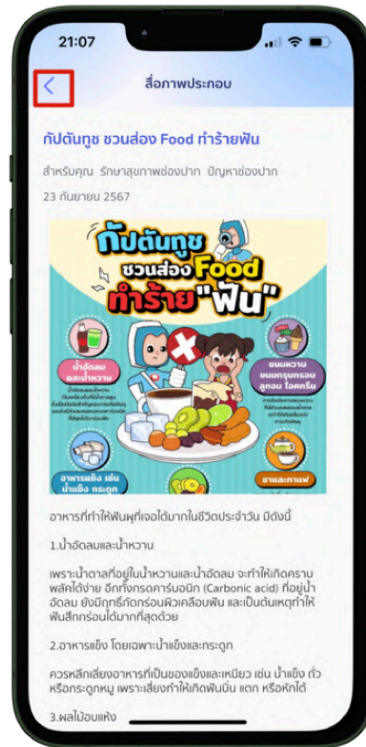 21:07
สื่อภาพประกอบ
กัปตันทูช ชวนส่อง Food ทำร้ายฟัน
สำหรับคุณ รักษาสุขภาพช่องปาก ปัญหาช่องปาก
23 กันยายน 2567
กัปตันทูช
ชวนส่อง Food
ทำร้าย "ฟัน"
น้ำอัดลม
และน้ำหวาน
ขนมหวาน
ขนมกรุบกรอบ
ลูกอม ไอศกรีม
อาหารแข็ง เช่น
น้ำแข็ง กระดูก
ชาและกาแฟ
อาหารที่ทำให้ฟันผุที่เจอได้มากในชีวิตประจำวัน มีดังนี้
1.น้ำอัดลมและน้ำหวาน
เพราะน้ำตาลที่อยู่ในน้ำหวานและน้ำอัดลม จะทำให้เกิดคราบ
พลัคได้ง่าย อีกทั้งกรดคาร์บอนิก (Carbonic acid) ที่อยู่น้ำ
อัดลม ยังมีฤทธิ์กัดกร่อนผิวเคลือบฟัน และเป็นต้นเหตุทำให้
ฟันสึกกร่อนได้มากที่สุดด้วย
2.อาหารแข็ง โดยเฉพาะน้ำแข็งและกระดูก
ควรหลีกเลี่ยงอาหารที่เป็นของแข็งและเหนียว เช่น น้ำแข็ง ถั่ว
หรือกระดูกหมู เพราะเสี่ยงทำให้เกิดฟันบิ่น แตก หรือหักได้
3.ผลไม้อบแห้ง